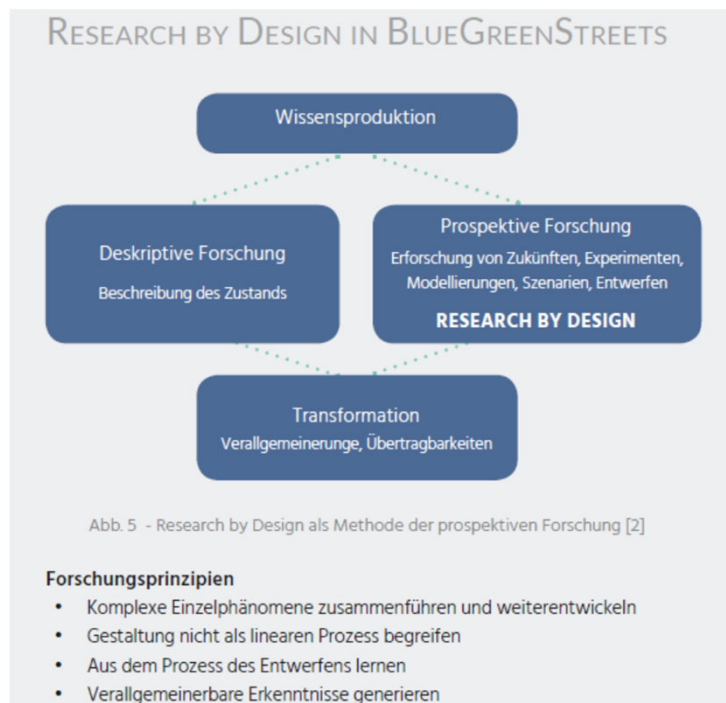 RESEARCH BY DESIGN IN BLUEGREENSTREETS
Wissensproduktion
Deskriptive Forschung
Beschreibung des Zustands
Prospektive Forschung
Erforschung von Zukünften, Experimenten,
Modellierungen, Szenarien, Entwerfen
RESEARCH BY DESIGN
Transformation
Verallgemeinerunge, Übertragbarkeiten
Abb. 5 - Research by Design als Methode der prospektiven Forschung [2]
Forschungsprinzipien
• Komplexe Einzelphänomene zusammenführen und weiterentwickeln
• Gestaltung nicht als linearen Prozess begreifen
• Aus dem Prozess des Entwerfens lernen
• Verallgemeinerbare Erkenntnisse generieren